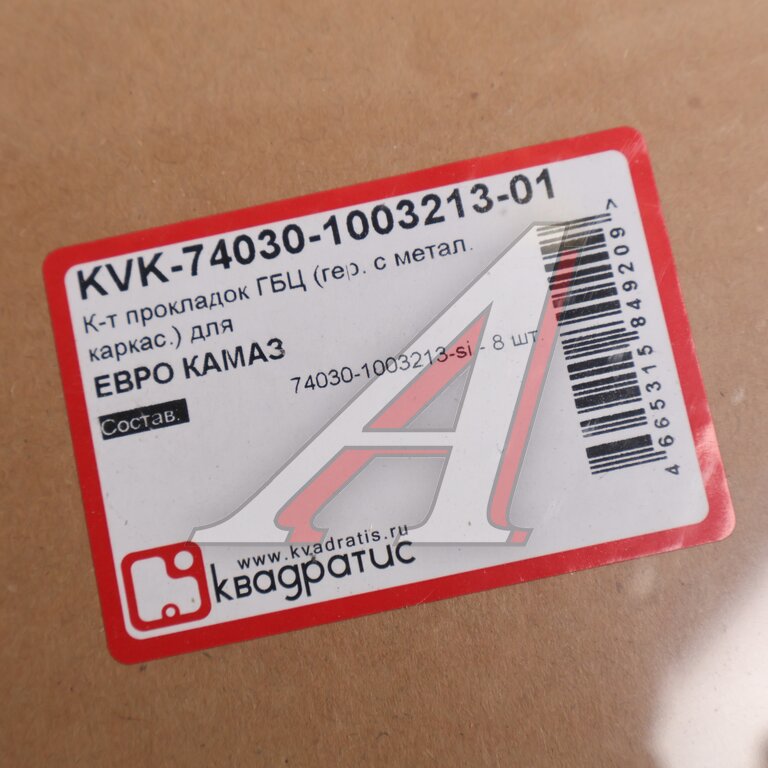 KVK-74030-1003213-01
К-т прокладок ГБЦ (гер. с метал.
каркас.) для
ЕВРО КАМАЗ
Состав:
74030-1003213-si - 8 шт.
4 665315 849209 >
www.kvadratis.ru
квадратис